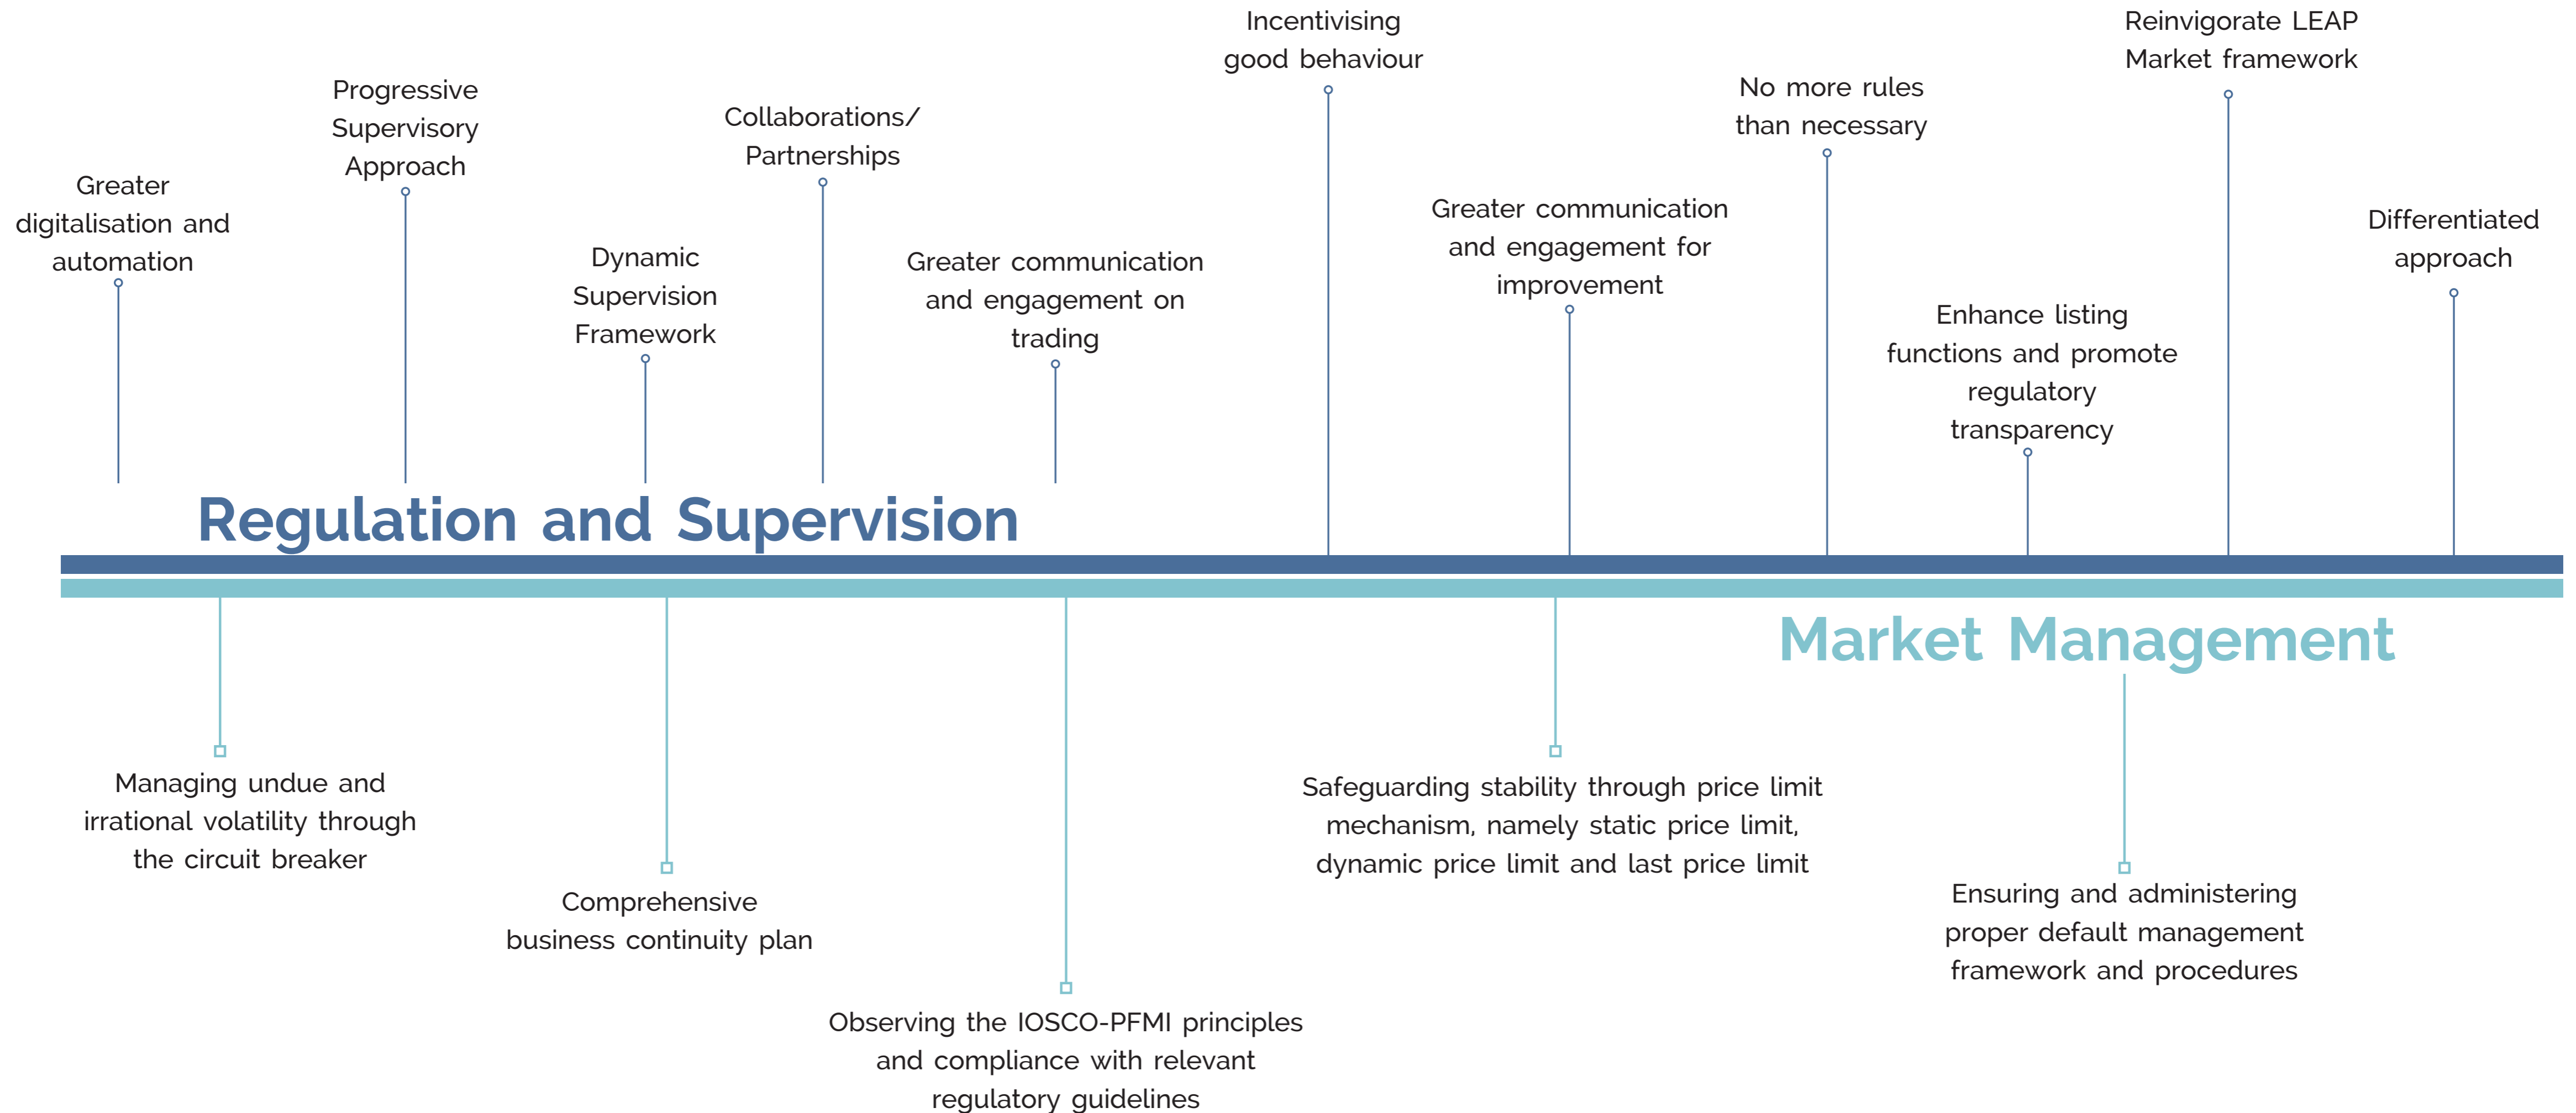 Greater
digitalisation and
automation
Progressive
Supervisory
Approach
Dynamic
Supervision
Framework
Collaborations/
Partnerships
Greater communication
and engagement on
trading
Incentivising
good behaviour
Greater communication
and engagement for
improvement
No more rules
than necessary
Enhance listing
functions and promote
regulatory
transparency
Reinvigorate LEAP
Market framework
Differentiated
approach
Regulation and Supervision
Market Management
Managing undue and
irrational volatility through
the circuit breaker
Comprehensive
business continuity plan
Observing the IOSCO-PFMI principles
and compliance with relevant
regulatory guidelines
Safeguarding stability through price limit
mechanism, namely static price limit,
dynamic price limit and last price limit
Ensuring and administering
proper default management
framework and procedures